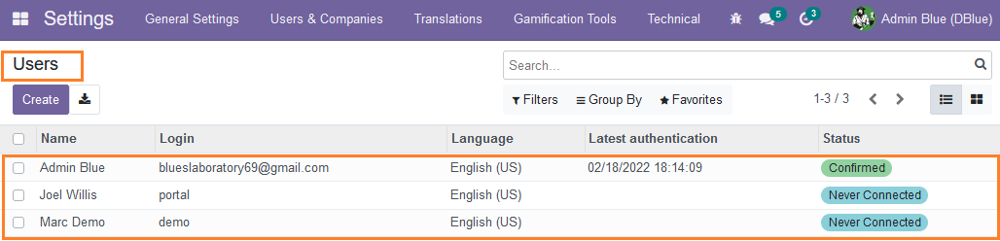 Settings General Settings Users & Companies Translations Gamification Tools Technical 5 3 Admin Blue (DBlue)
Users
Search...
Create Filters Group By Favorites 1-3 / 3
Name Login Language Latest authentication Status
Admin Blue blueslaboratory69@gmail.com English (US) 02/18/2022 18:14:09 Confirmed
Joel Willis portal English (US) Never Connected
Marc Demo demo English (US) Never Connected